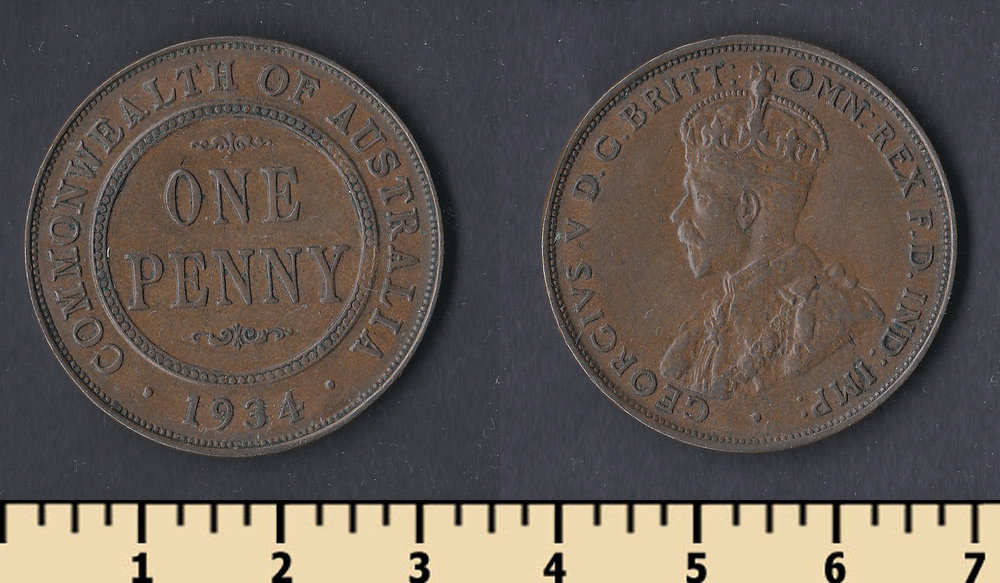 COMMONWEALTH OF AUSTRALIA
ONE
PENNY
· 1934 ·
GEORGIVS V D.G.BRITT: OMN: REX F.D. IND: IMP: ·
1 2 3 4 5 6 7